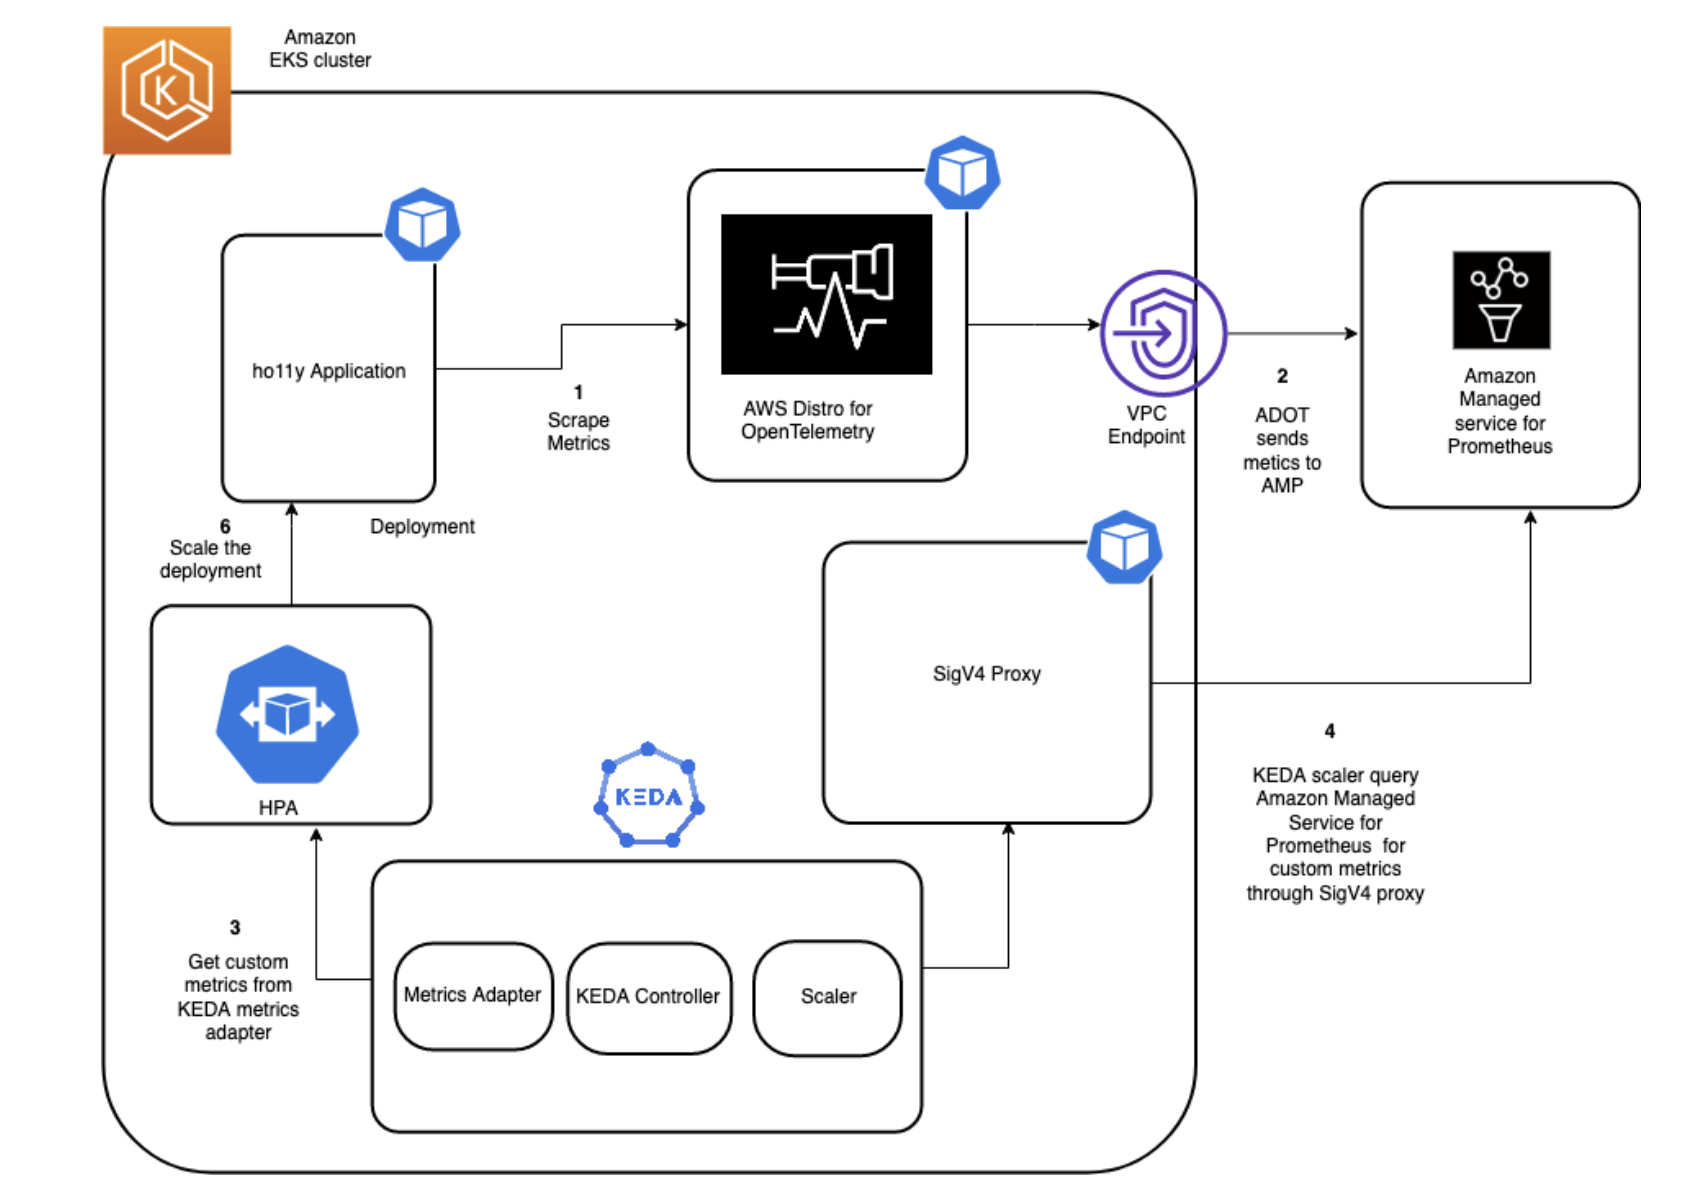 Amazon
EKS cluster
K
ho11y Application
1
Scrape
Metrics
AWS Distro for
OpenTelemetry
VPC
Endpoint
2
ADOT
sends
metics to
AMP
Amazon
Managed
service for
Prometheus
6
Scale the
deployment
Deployment
HPA
KEDA
SigV4 Proxy
4
KEDA scaler query
Amazon Managed
Service for
Prometheus for
custom metrics
through SigV4 proxy
3
Get custom
metrics from
KEDA metrics
adapter
Metrics Adapter
KEDA Controller
Scaler